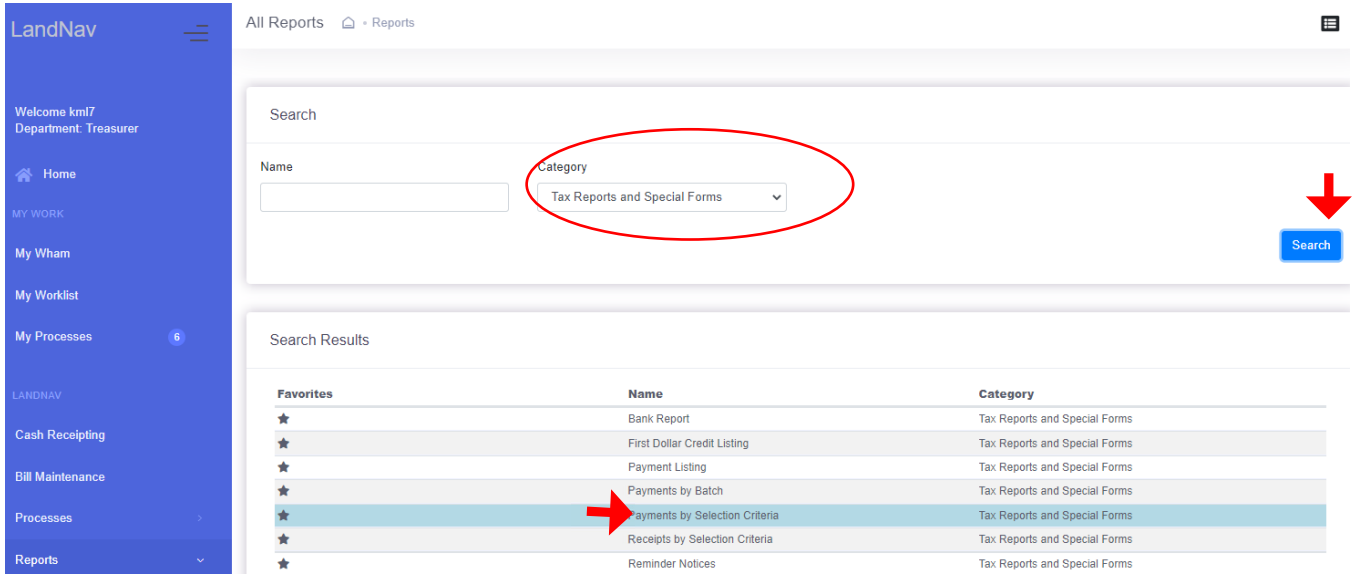 LandNav
Welcome kml7
Department: Treasurer
Home
MY WORK
My Wham
My Worklist
My Processes 6
LANDNAV
Cash Receipting
Bill Maintenance
Processes
Reports
All Reports • Reports
Search
Name Category
Tax Reports and Special Forms
Search
Search Results
Favorites Name Category
Bank Report Tax Reports and Special Forms
First Dollar Credit Listing Tax Reports and Special Forms
Payment Listing Tax Reports and Special Forms
Payments by Batch Tax Reports and Special Forms
Payments by Selection Criteria Tax Reports and Special Forms
Receipts by Selection Criteria Tax Reports and Special Forms
Reminder Notices Tax Reports and Special Forms